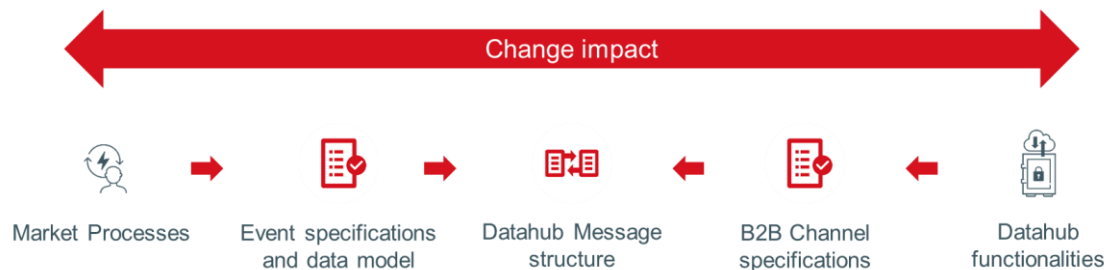 Change impact
Market Processes
Event specifications
and data model
Datahub Message
structure
B2B Channel
specifications
Datahub
functionalities